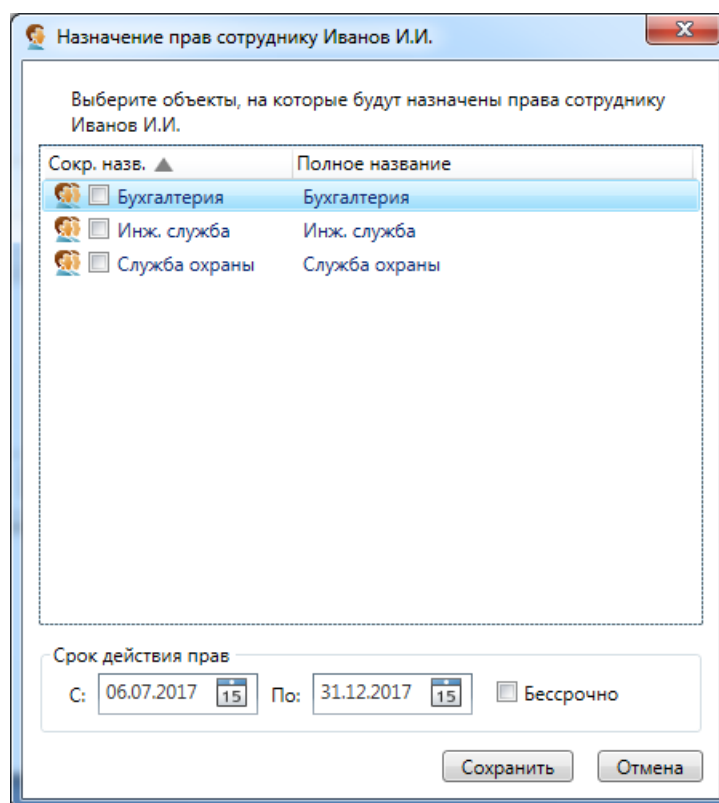 Назначение прав сотруднику Иванов И.И.
Выберите объекты, на которые будут назначены права сотруднику
Иванов И.И.
Сокр. назв. Полное название
Бухгалтерия Бухгалтерия
Инж. служба Инж. служба
Служба охраны Служба охраны
Срок действия прав
С: 06.07.2017 15 По: 31.12.2017 15 Бессрочно
Сохранить Отмена